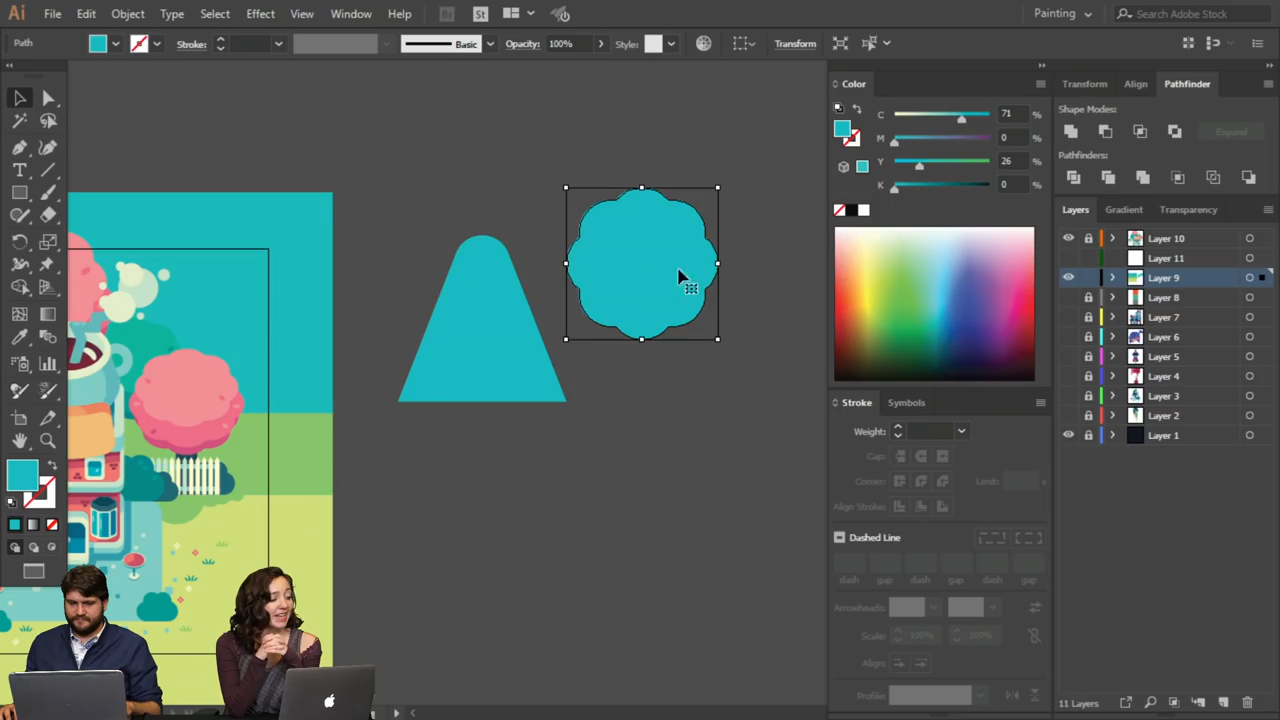 Ai File Edit Object Type Select Effect View Window Help Br St Painting Search Adobe Stock
Path Stroke: Basic Opacity: 100% Style: Transform
Color
C 71 %
M 0 %
Y 26 %
K 0 %
Transform Align Pathfinder
Shape Modes:
Expand
Pathfinders:
Layers Gradient Transparency
Layer 10
Layer 11
Layer 9
Layer 8
Layer 7
Layer 6
Layer 5
Layer 4
Layer 3
Layer 2
Layer 1
Stroke Symbols
Weight:
Cap:
Corner: Limit: x
Align Stroke:
Dashed Line
dash gap dash gap dash gap
Arrowheads:
Scale: 100% 100%
Align:
Profile:
11 Layers